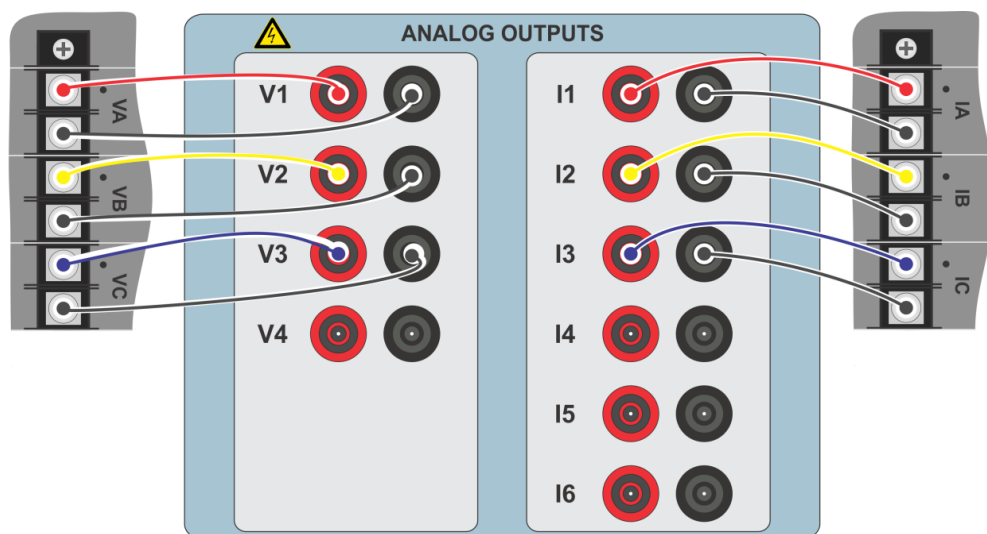 ANALOG OUTPUTS
VA
VB
VC
V1
V2
V3
V4
I1
I2
I3
I4
I5
I6
IA
IB
IC